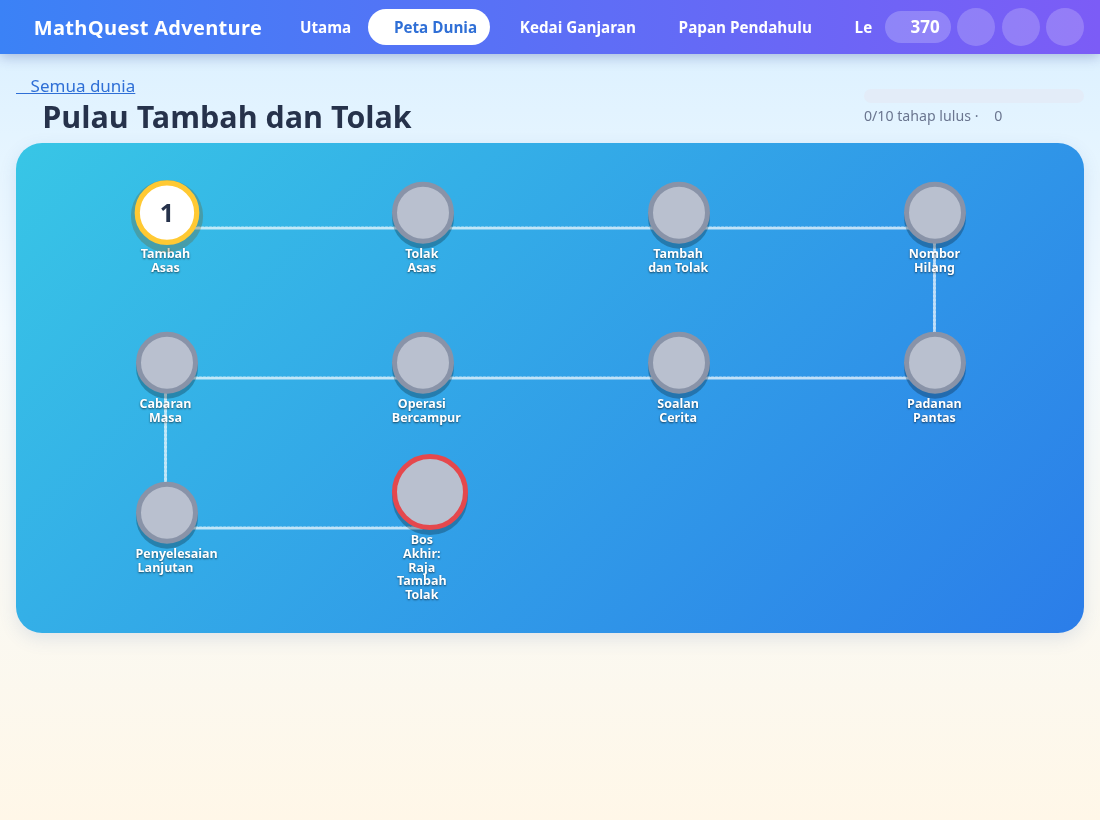 MathQuest Adventure Utama Peta Dunia Kedai Ganjaran Papan Pendahulu Le 370
Semua dunia
Pulau Tambah dan Tolak
0/10 tahap lulus · 0
1
Tambah
Asas
Tolak
Asas
Tambah
dan Tolak
Nombor
Hilang
Cabaran
Masa
Operasi
Bercampur
Soalan
Cerita
Padanan
Pantas
Penyelesaian
Lanjutan
Bos
Akhir:
Raja
Tambah
Tolak